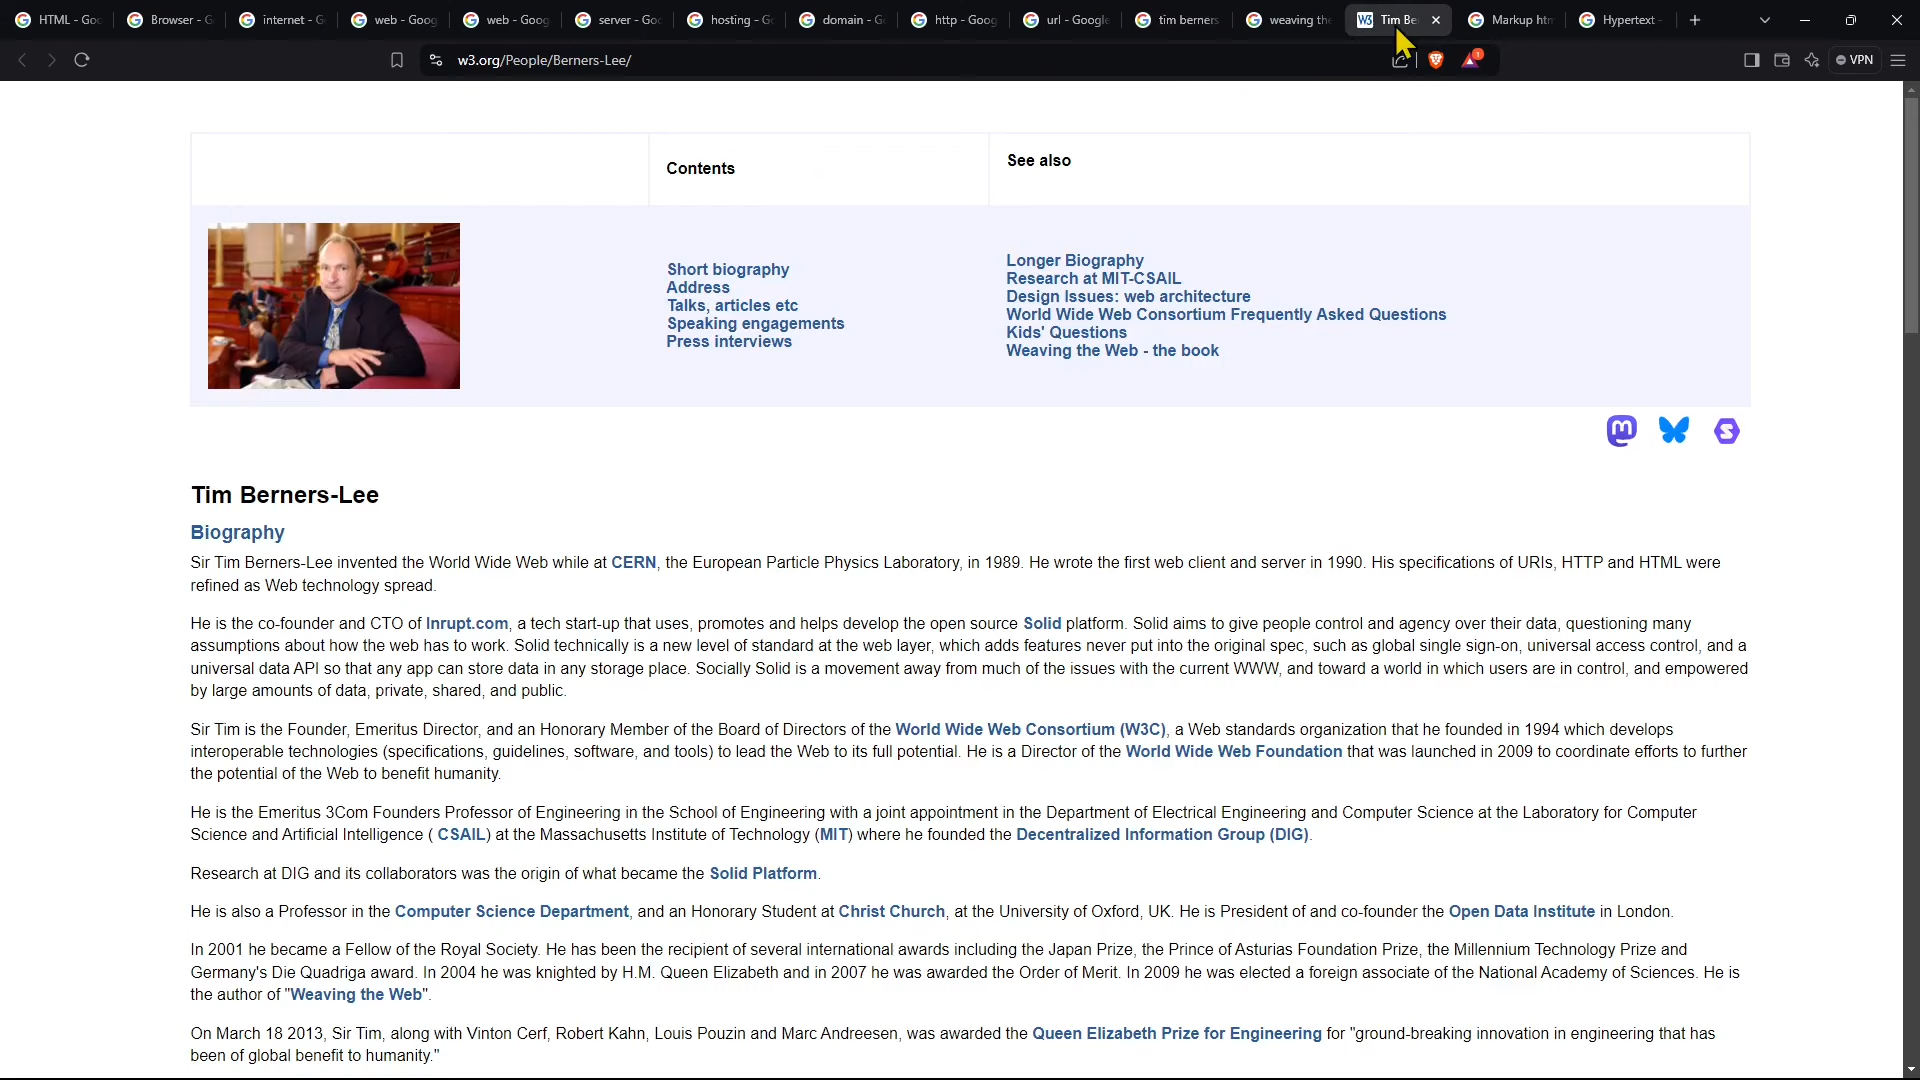 HTML - Goo
Browser - G
internet - G
web - Goog
web - Goog
server - Goo
hosting - Go
domain - G
http - Goog
url - Google
tim berners
weaving the
Tim Be
Markup htm
Hypertext -
w3.org/People/Berners-Lee/
1
VPN
Contents
See also
Short biography
Address
Talks, articles etc
Speaking engagements
Press interviews
Longer Biography
Research at MIT-CSAIL
Design Issues: web architecture
World Wide Web Consortium Frequently Asked Questions
Kids' Questions
Weaving the Web - the book
Tim Berners-Lee
Biography
Sir Tim Berners-Lee invented the World Wide Web while at CERN, the European Particle Physics Laboratory, in 1989. He wrote the first web client and server in 1990. His specifications of URIs, HTTP and HTML were
refined as Web technology spread.
He is the co-founder and CTO of Inrupt.com, a tech start-up that uses, promotes and helps develop the open source Solid platform. Solid aims to give people control and agency over their data, questioning many
assumptions about how the web has to work. Solid technically is a new level of standard at the web layer, which adds features never put into the original spec, such as global single sign-on, universal access control, and a
universal data API so that any app can store data in any storage place. Socially Solid is a movement away from much of the issues with the current WWW, and toward a world in which users are in control, and empowered
by large amounts of data, private, shared, and public.
Sir Tim is the Founder, Emeritus Director, and an Honorary Member of the Board of Directors of the World Wide Web Consortium (W3C), a Web standards organization that he founded in 1994 which develops
interoperable technologies (specifications, guidelines, software, and tools) to lead the Web to its full potential. He is a Director of the World Wide Web Foundation that was launched in 2009 to coordinate efforts to further
the potential of the Web to benefit humanity.
He is the Emeritus 3Com Founders Professor of Engineering in the School of Engineering with a joint appointment in the Department of Electrical Engineering and Computer Science at the Laboratory for Computer
Science and Artificial Intelligence ( CSAIL) at the Massachusetts Institute of Technology (MIT) where he founded the Decentralized Information Group (DIG).
Research at DIG and its collaborators was the origin of what became the Solid Platform.
He is also a Professor in the Computer Science Department, and an Honorary Student at Christ Church, at the University of Oxford, UK. He is President of and co-founder the Open Data Institute in London.
In 2001 he became a Fellow of the Royal Society. He has been the recipient of several international awards including the Japan Prize, the Prince of Asturias Foundation Prize, the Millennium Technology Prize and
Germany's Die Quadriga award. In 2004 he was knighted by H.M. Queen Elizabeth and in 2007 he was awarded the Order of Merit. In 2009 he was elected a foreign associate of the National Academy of Sciences. He is
the author of "Weaving the Web".
On March 18 2013, Sir Tim, along with Vinton Cerf, Robert Kahn, Louis Pouzin and Marc Andreesen, was awarded the Queen Elizabeth Prize for Engineering for "ground-breaking innovation in engineering that has
been of global benefit to humanity."